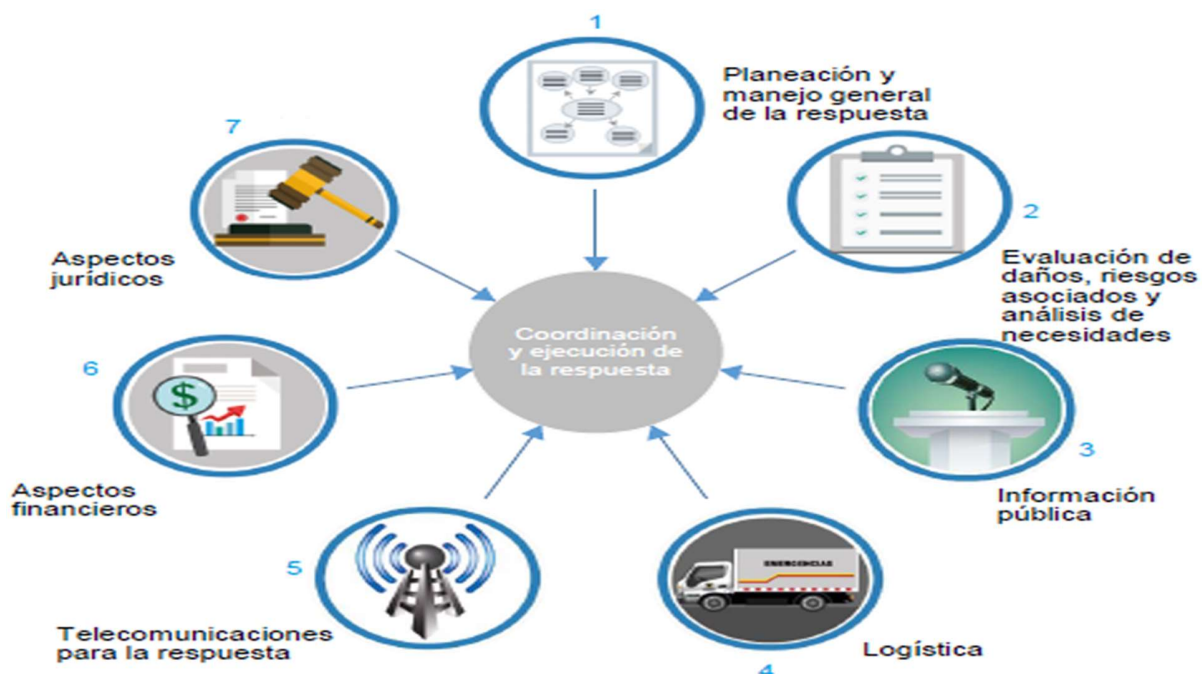 1
Planeación y
manejo general
de la respuesta
2
Evaluación de
daños, riesgos
asociados y
análisis de
necesidades
3
Información
pública
4
Logística
EMERGENCIAS
5
Telecomunicaciones
para la respuesta
6
Aspectos
financieros
$
7
Aspectos
jurídicos
Coordinación
y ejecución de
la respuesta